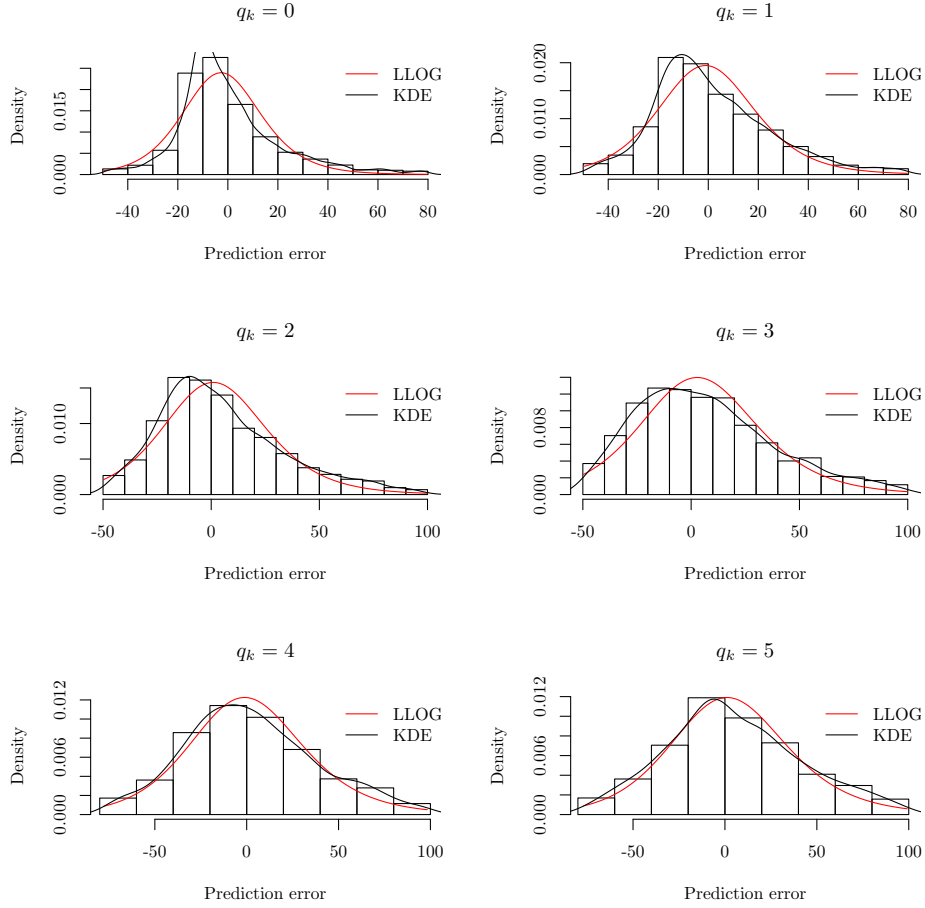 q_k = 0
Density
0.000 0.015
LLOG
KDE
-40 -20 0 20 40 60 80
Prediction error
q_k = 1
Density
0.000 0.010 0.020
LLOG
KDE
-40 -20 0 20 40 60 80
Prediction error
q_k = 2
Density
0.000 0.010
LLOG
KDE
-50 0 50 100
Prediction error
q_k = 3
Density
0.000 0.008
LLOG
KDE
-50 0 50 100
Prediction error
q_k = 4
Density
0.000 0.006 0.012
LLOG
KDE
-50 0 50 100
Prediction error
q_k = 5
Density
0.000 0.006 0.012
LLOG
KDE
-50 0 50 100
Prediction error